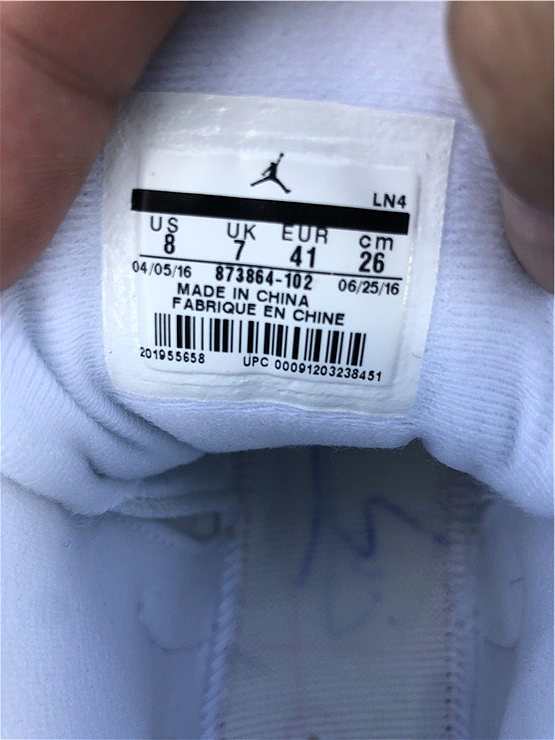 LN4
US UK EUR cm
8 7 41 26
04/05/16 873864-102 06/25/16
MADE IN CHINA
FABRIQUE EN CHINE
201955658 UPC 00091203238451